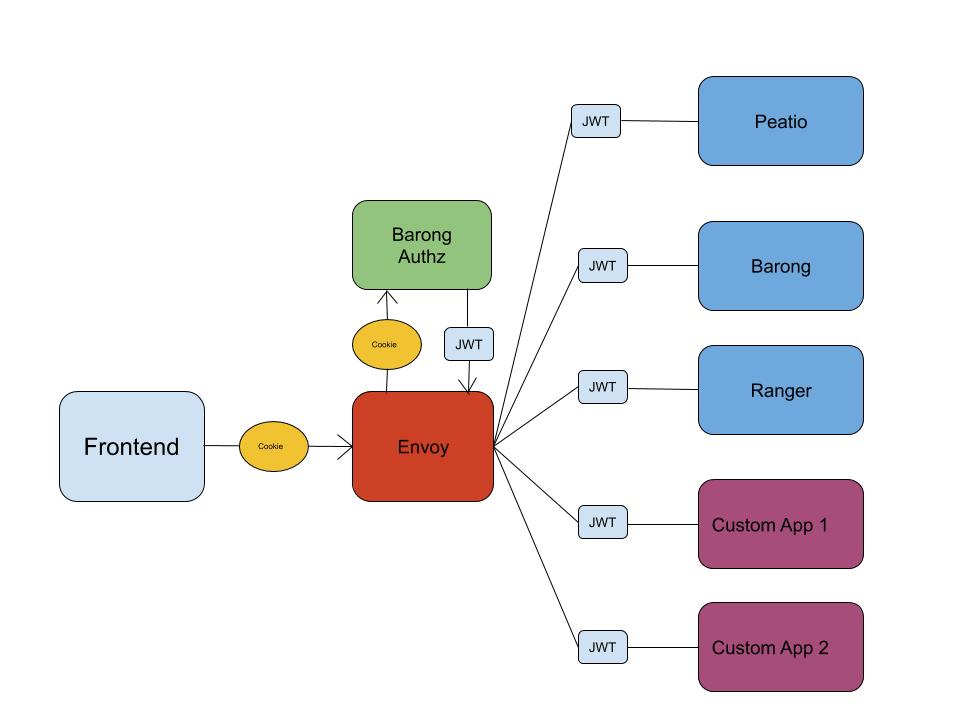 JWT
Peatio
Barong
Authz
JWT
Barong
Cookie
JWT
JWT
Ranger
Frontend
Cookie
Envoy
JWT
Custom App 1
JWT
Custom App 2